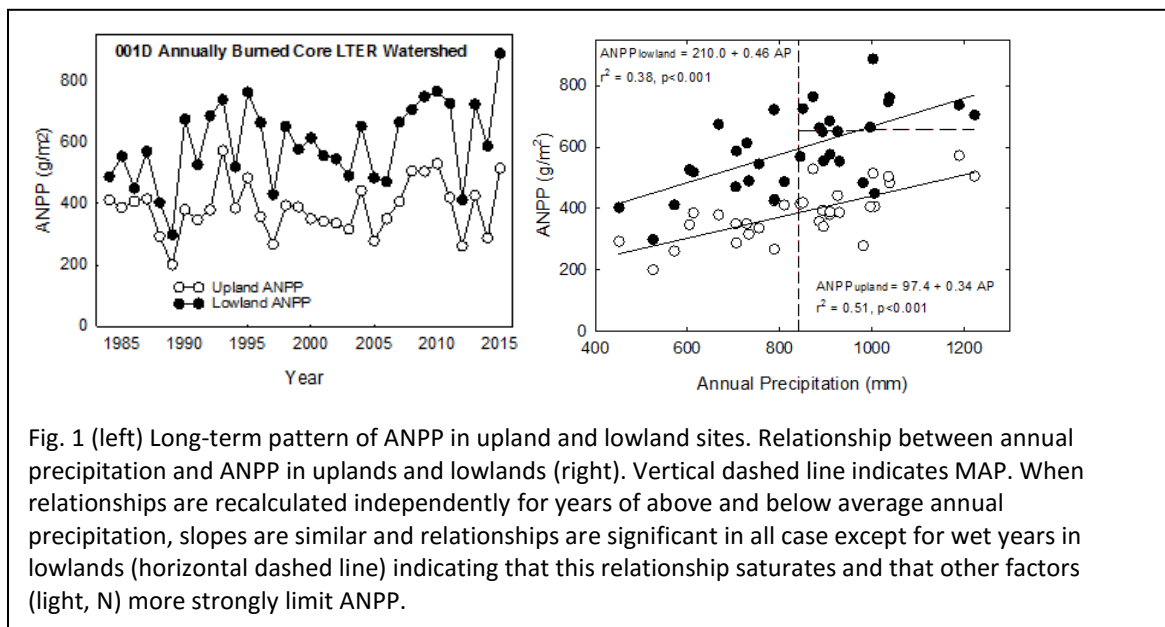 001D Annually Burned Core LTER Watershed
800
600
400
200
0
ANPP (g/m2)
Upland ANPP
Lowland ANPP
1985 1990 1995 2000 2005 2010 2015
Year
ANPPlowland = 210.0 + 0.46 AP
r² = 0.38, p<0.001
800
600
400
200
0
ANPP (g/m²)
ANPPupland = 97.4 + 0.34 AP
r² = 0.51, p<0.001
400 600 800 1000 1200
Annual Precipitation (mm)
Fig. 1 (left) Long-term pattern of ANPP in upland and lowland sites. Relationship between annual
precipitation and ANPP in uplands and lowlands (right). Vertical dashed line indicates MAP. When
relationships are recalculated independently for years of above and below average annual
precipitation, slopes are similar and relationships are significant in all case except for wet years in
lowlands (horizontal dashed line) indicating that this relationship saturates and that other factors
(light, N) more strongly limit ANPP.